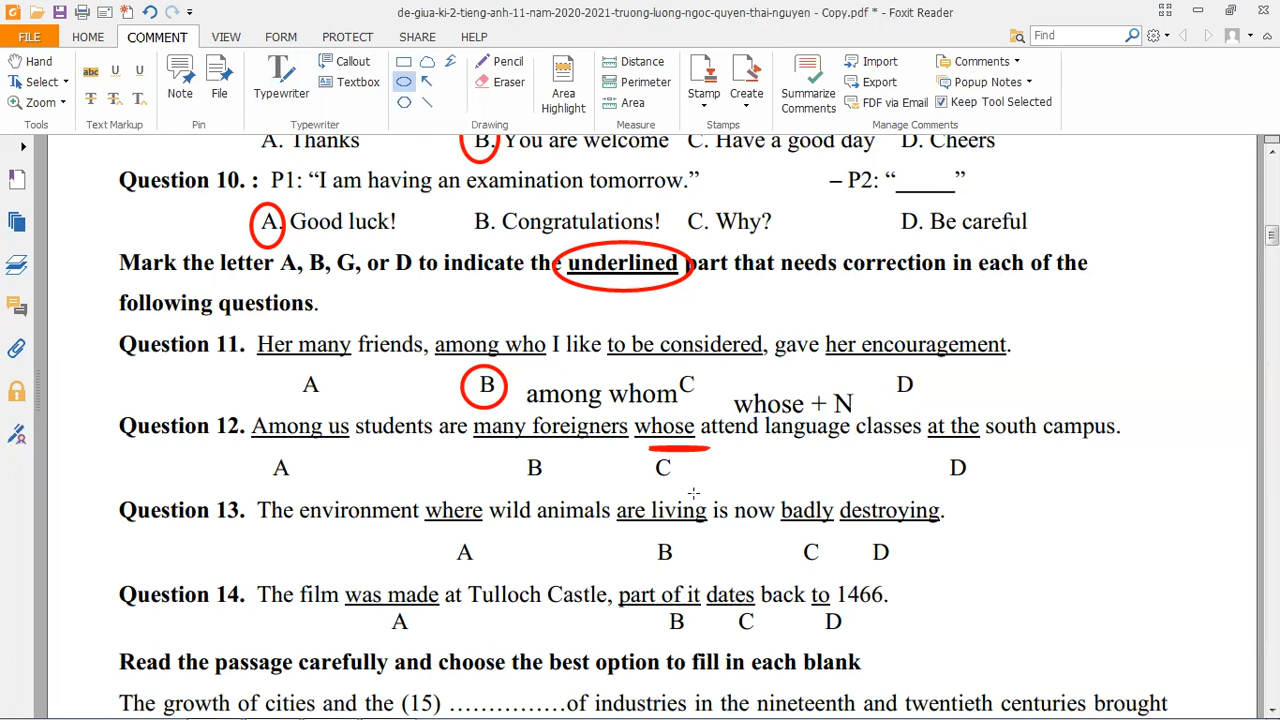 de-giua-ki-2-tieng-anh-11-nam-2020-2021-truong-luong-ngoc-quyen-thai-nguyen - Copy.pdf * - Foxit Reader
FILE HOME COMMENT VIEW FORM PROTECT SHARE HELP Find
Hand Select Zoom Tools
abc U U T T T Text Markup
Note File Pin
Typewriter Callout Textbox Typewriter
Pencil Eraser Drawing
Area Highlight
Distance Perimeter Area Measure
Stamp Create Stamps
Summarize Comments Import Export FDF via Email Comments Popup Notes Keep Tool Selected Manage Comments
A. Thanks B. You are welcome C. Have a good day D. Cheers
Question 10. : P1: “I am having an examination tomorrow.” – P2: “_____”
A. Good luck! B. Congratulations! C. Why? D. Be careful
Mark the letter A, B, G, or D to indicate the underlined part that needs correction in each of the
following questions.
Question 11. Her many friends, among who I like to be considered, gave her encouragement.
A B among whom C D
whose + N
Question 12. Among us students are many foreigners whose attend language classes at the south campus.
A B C D
Question 13. The environment where wild animals are living is now badly destroying.
A B C D
Question 14. The film was made at Tulloch Castle, part of it dates back to 1466.
A B C D
Read the passage carefully and choose the best option to fill in each blank
The growth of cities and the (15) ……………of industries in the nineteenth and twentieth centuries brought